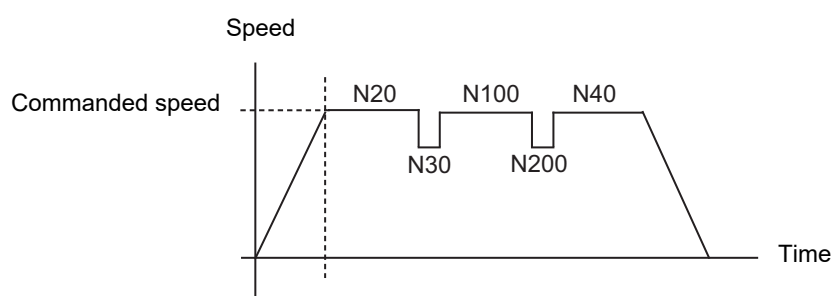 Speed
Commanded speed
N20
N100
N40
N30
N200
Time